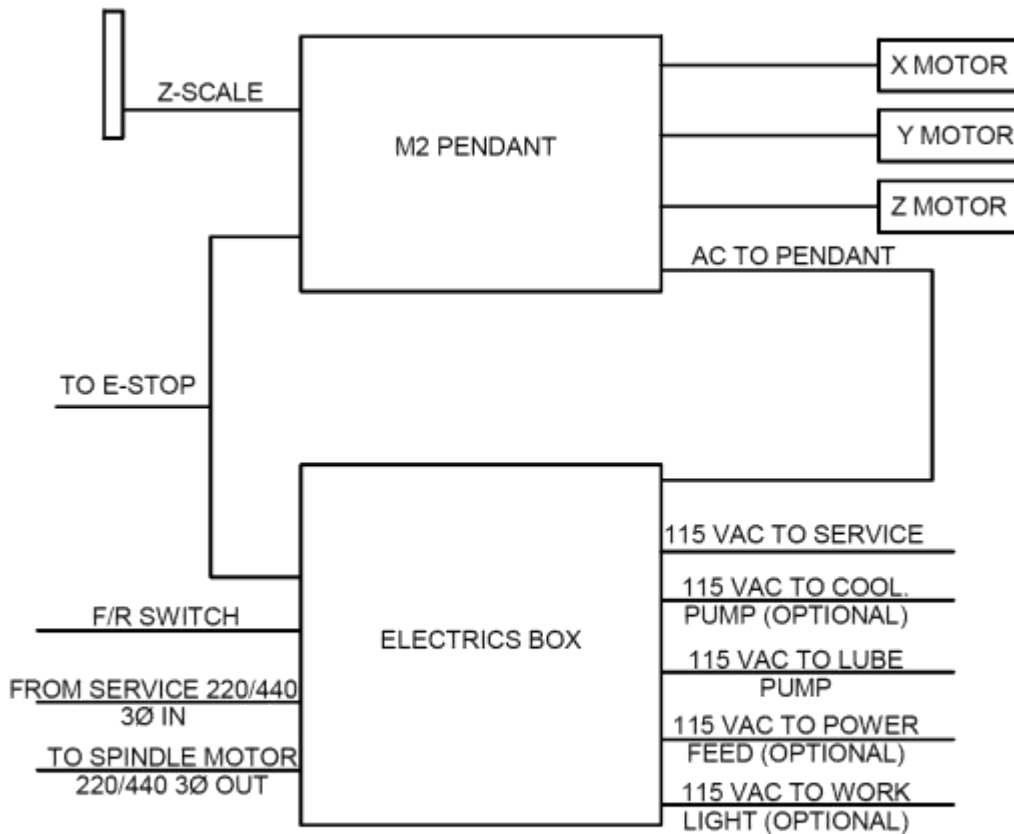 X MOTOR
Z-SCALE
Y MOTOR
M2 PENDANT
Z MOTOR
AC TO PENDANT
TO E-STOP
115 VAC TO SERVICE
115 VAC TO COOL.
PUMP (OPTIONAL)
F/R SWITCH
ELECTRICS BOX
115 VAC TO LUBE
PUMP
FROM SERVICE 220/440
3Ø IN
115 VAC TO POWER
FEED (OPTIONAL)
TO SPINDLE MOTOR
220/440 3Ø OUT
115 VAC TO WORK
LIGHT (OPTIONAL)